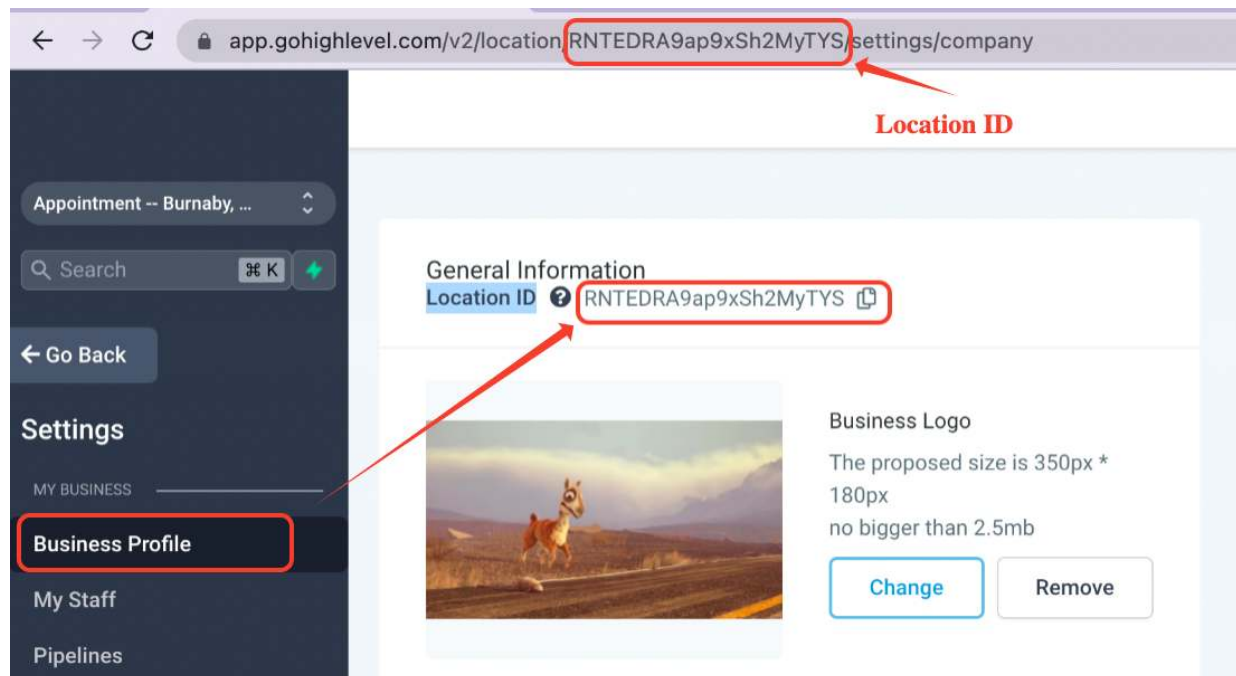 app.gohighlevel.com/v2/location/RNTEDRA9ap9xSh2MyTYS/settings/company
Location ID
Appointment -- Burnaby, ...
Search ⌘ K
General Information
Location ID RNTEDRA9ap9xSh2MyTYS
Go Back
Settings
MY BUSINESS
Business Profile
My Staff
Pipelines
Business Logo
The proposed size is 350px *
180px
no bigger than 2.5mb
Change
Remove